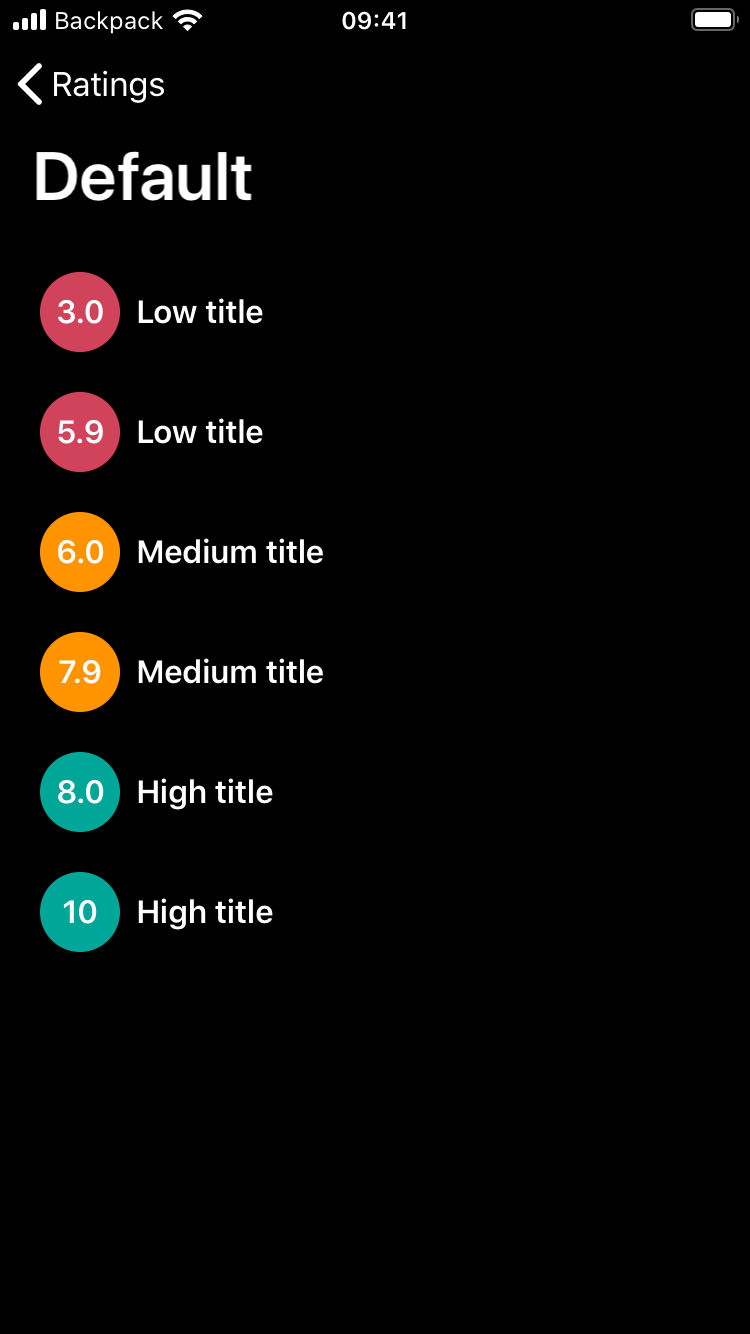 Backpack 09:41
Ratings
Default
3.0 Low title
5.9 Low title
6.0 Medium title
7.9 Medium title
8.0 High title
10 High title